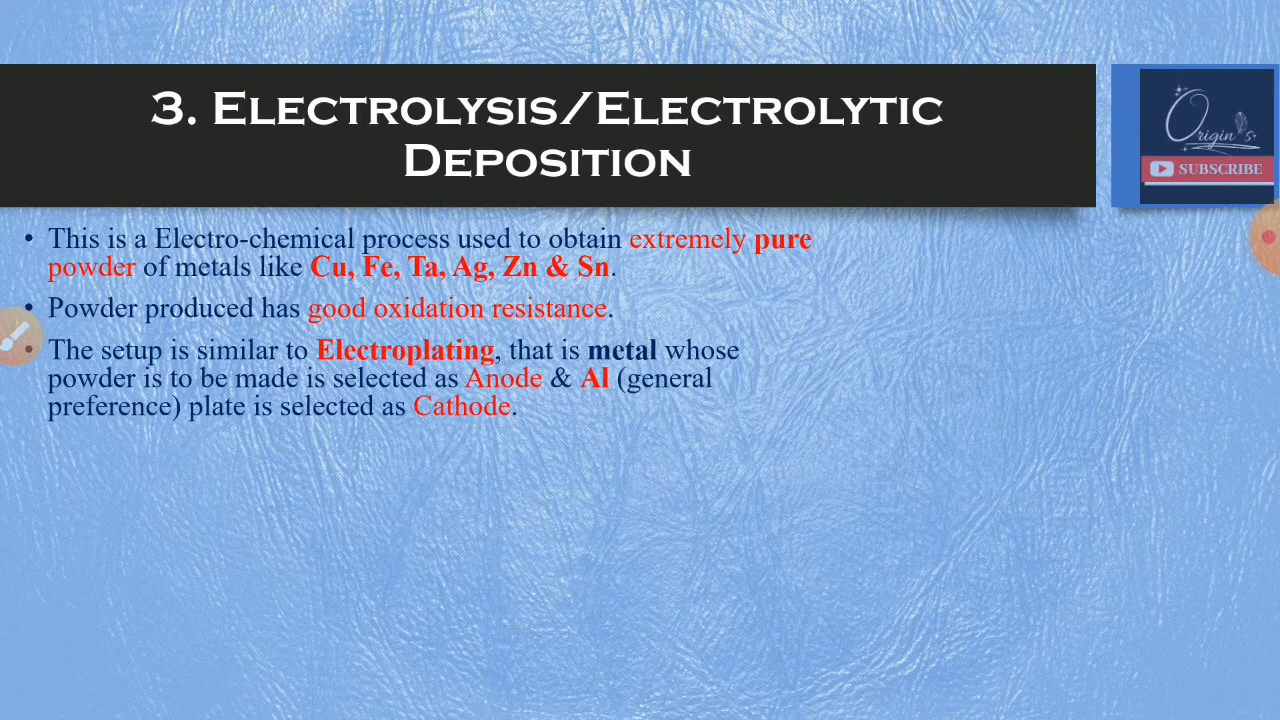 3. Electrolysis/Electrolytic
Deposition
Origin's
SUBSCRIBE
• This is a Electro-chemical process used to obtain extremely pure
powder of metals like Cu, Fe, Ta, Ag, Zn & Sn.
• Powder produced has good oxidation resistance.
• The setup is similar to Electroplating, that is metal whose
powder is to be made is selected as Anode & Al (general
preference) plate is selected as Cathode.